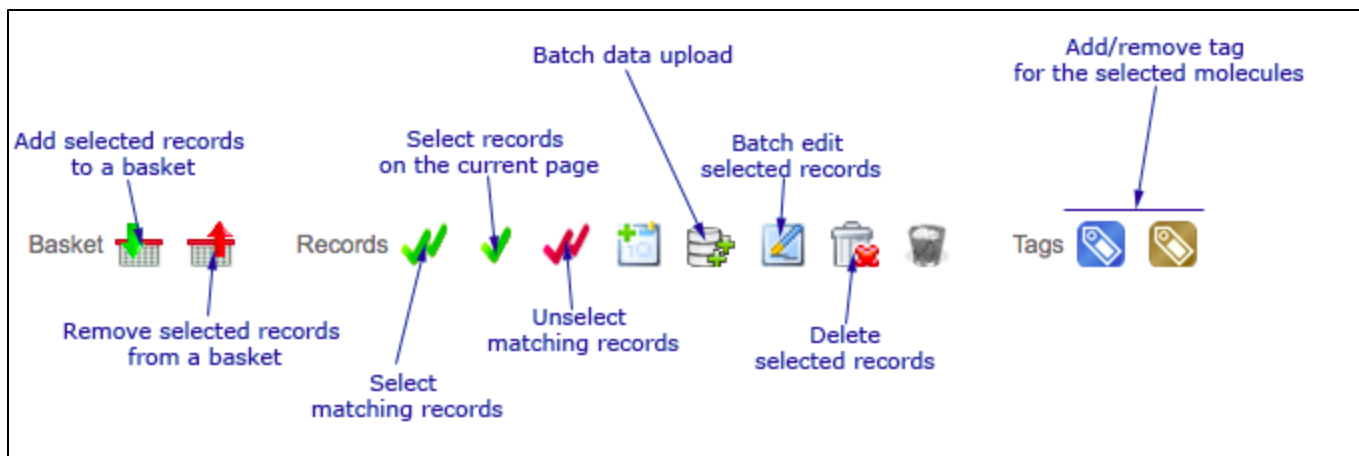 Batch data upload
Add/remove tag
for the selected molecules
Add selected records
to a basket
Select records
on the current page
Batch edit
selected records
Basket
Records
10
Tags
Remove selected records
from a basket
Unselect
matching records
Delete
selected records
Select
matching records